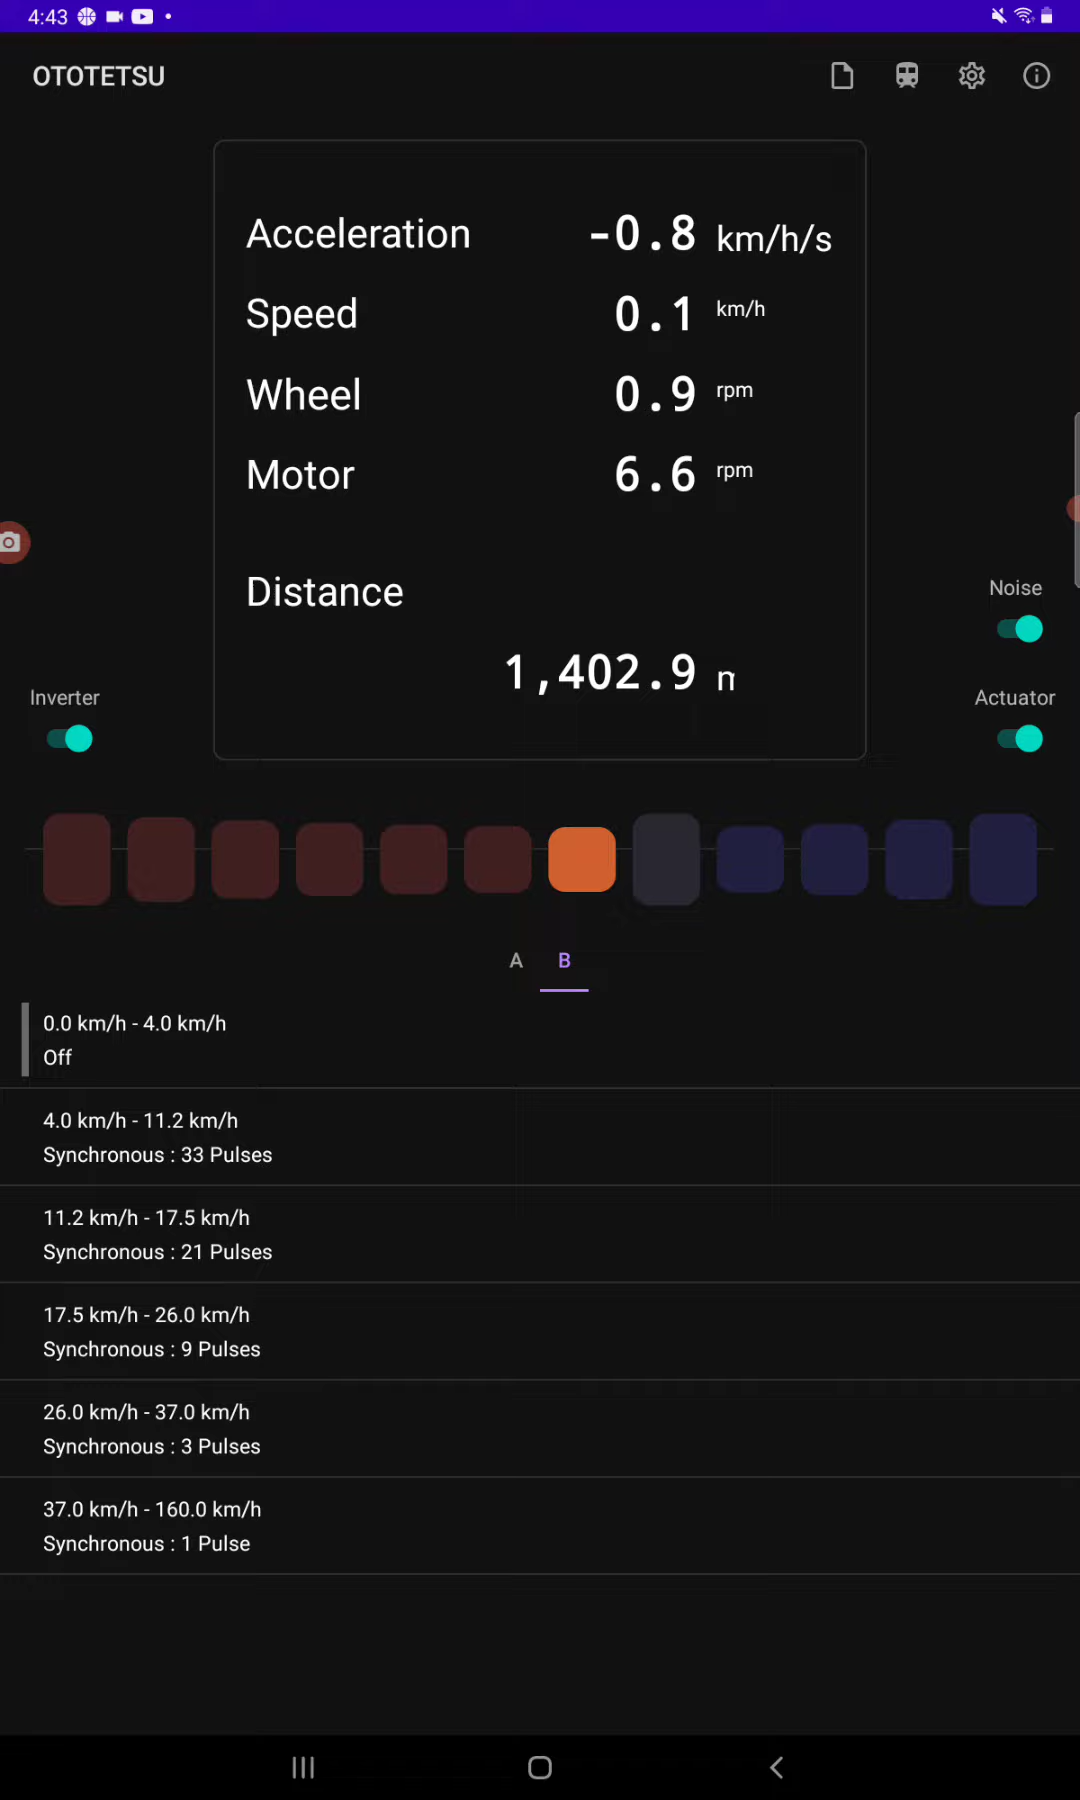 4:43
OTOTETSU
Acceleration -0.8 km/h/s
Speed 0.1 km/h
Wheel 0.9 rpm
Motor 6.6 rpm
Distance
1,402.9 m
Noise
Inverter
Actuator
A B
0.0 km/h - 4.0 km/h
Off
4.0 km/h - 11.2 km/h
Synchronous : 33 Pulses
11.2 km/h - 17.5 km/h
Synchronous : 21 Pulses
17.5 km/h - 26.0 km/h
Synchronous : 9 Pulses
26.0 km/h - 37.0 km/h
Synchronous : 3 Pulses
37.0 km/h - 160.0 km/h
Synchronous : 1 Pulse